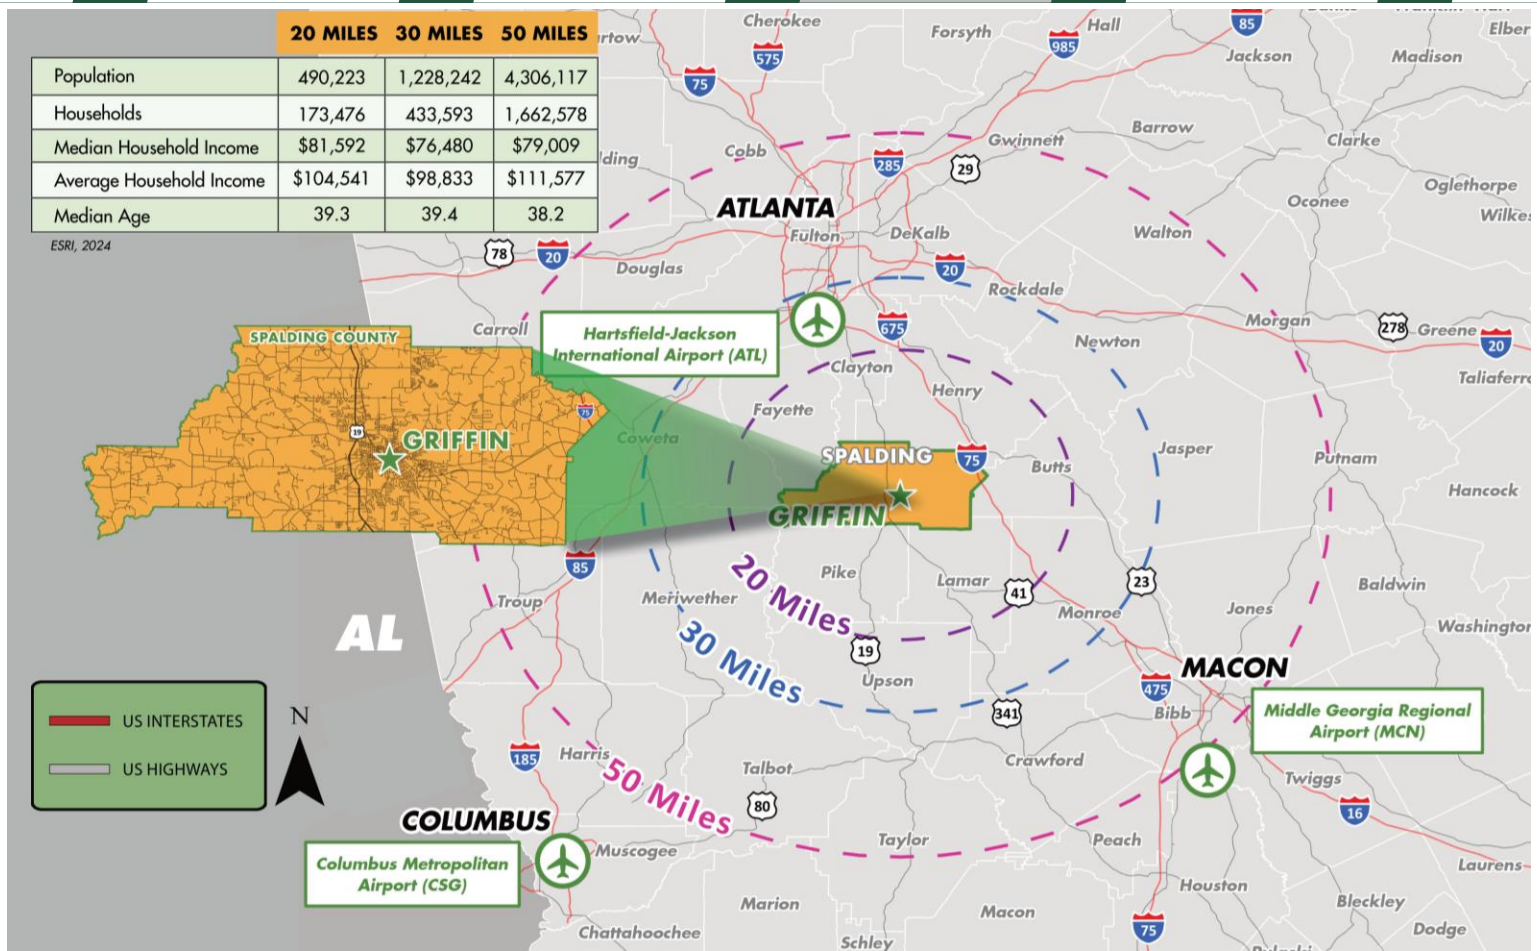 20 MILES 30 MILES 50 MILES
Population 490,223 1,228,242 4,306,117
Households 173,476 433,593 1,662,578
Median Household Income $81,592 $76,480 $79,009
Average Household Income $104,541 $98,833 $111,577
Median Age 39.3 39.4 38.2
ESRI, 2024
Cherokee
Forsyth
Hall
Elber
85
985
575
75
rtow
Jackson
Madison
Barrow
Gwinnett
Clarke
Cobb
lding
285
29
Oglethorpe
Oconee
Wilkes
ATLANTA
Fulton
DeKalb
Walton
78
20
Douglas
20
Rockdale
Carroll
Hartsfield-Jackson
International Airport (ATL)
675
Morgan
278
Greene
20
Newton
Taliaferro
SPALDING COUNTY
Clayton
Henry
Fayette
75
19
GRIFFIN
Coweta
SPALDING
75
Butts
Jasper
Putnam
Hancock
GRIFFIN
85
Pike
Lamar
41
23
Baldwin
20 Miles
Troup
Meriwether
Monroe
Jones
Washington
AL
30 Miles
19
Upson
MACON
475
341
Bibb
Middle Georgia Regional
Airport (MCN)
US INTERSTATES
US HIGHWAYS
N
185
Harris
50 Miles
Talbot
Crawford
Twiggs
80
16
COLUMBUS
Muscogee
Taylor
Peach
Columbus Metropolitan
Airport (CSG)
Laurens
Houston
Marion
Macon
Bleckley
75
Dodge
Chattahoochee
Schley